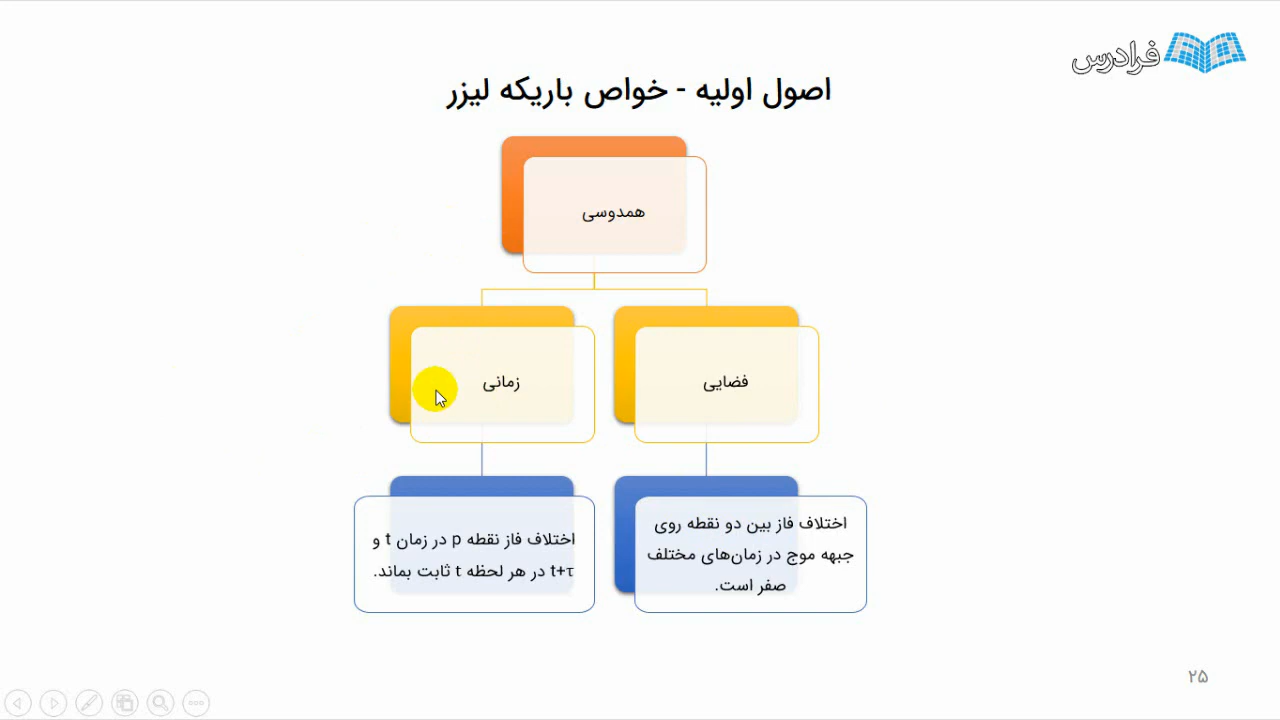 فرادرس
اصول اولیه - خواص باریکه لیزر
همدوسی
فضایی
زمانی
اختلاف فاز بین دو نقطه روی
جبهه موج در زمان‌های مختلف
صفر است.
اختلاف فاز نقطه p در زمان t و
t+τ در هر لحظه t ثابت بماند.
۲۵